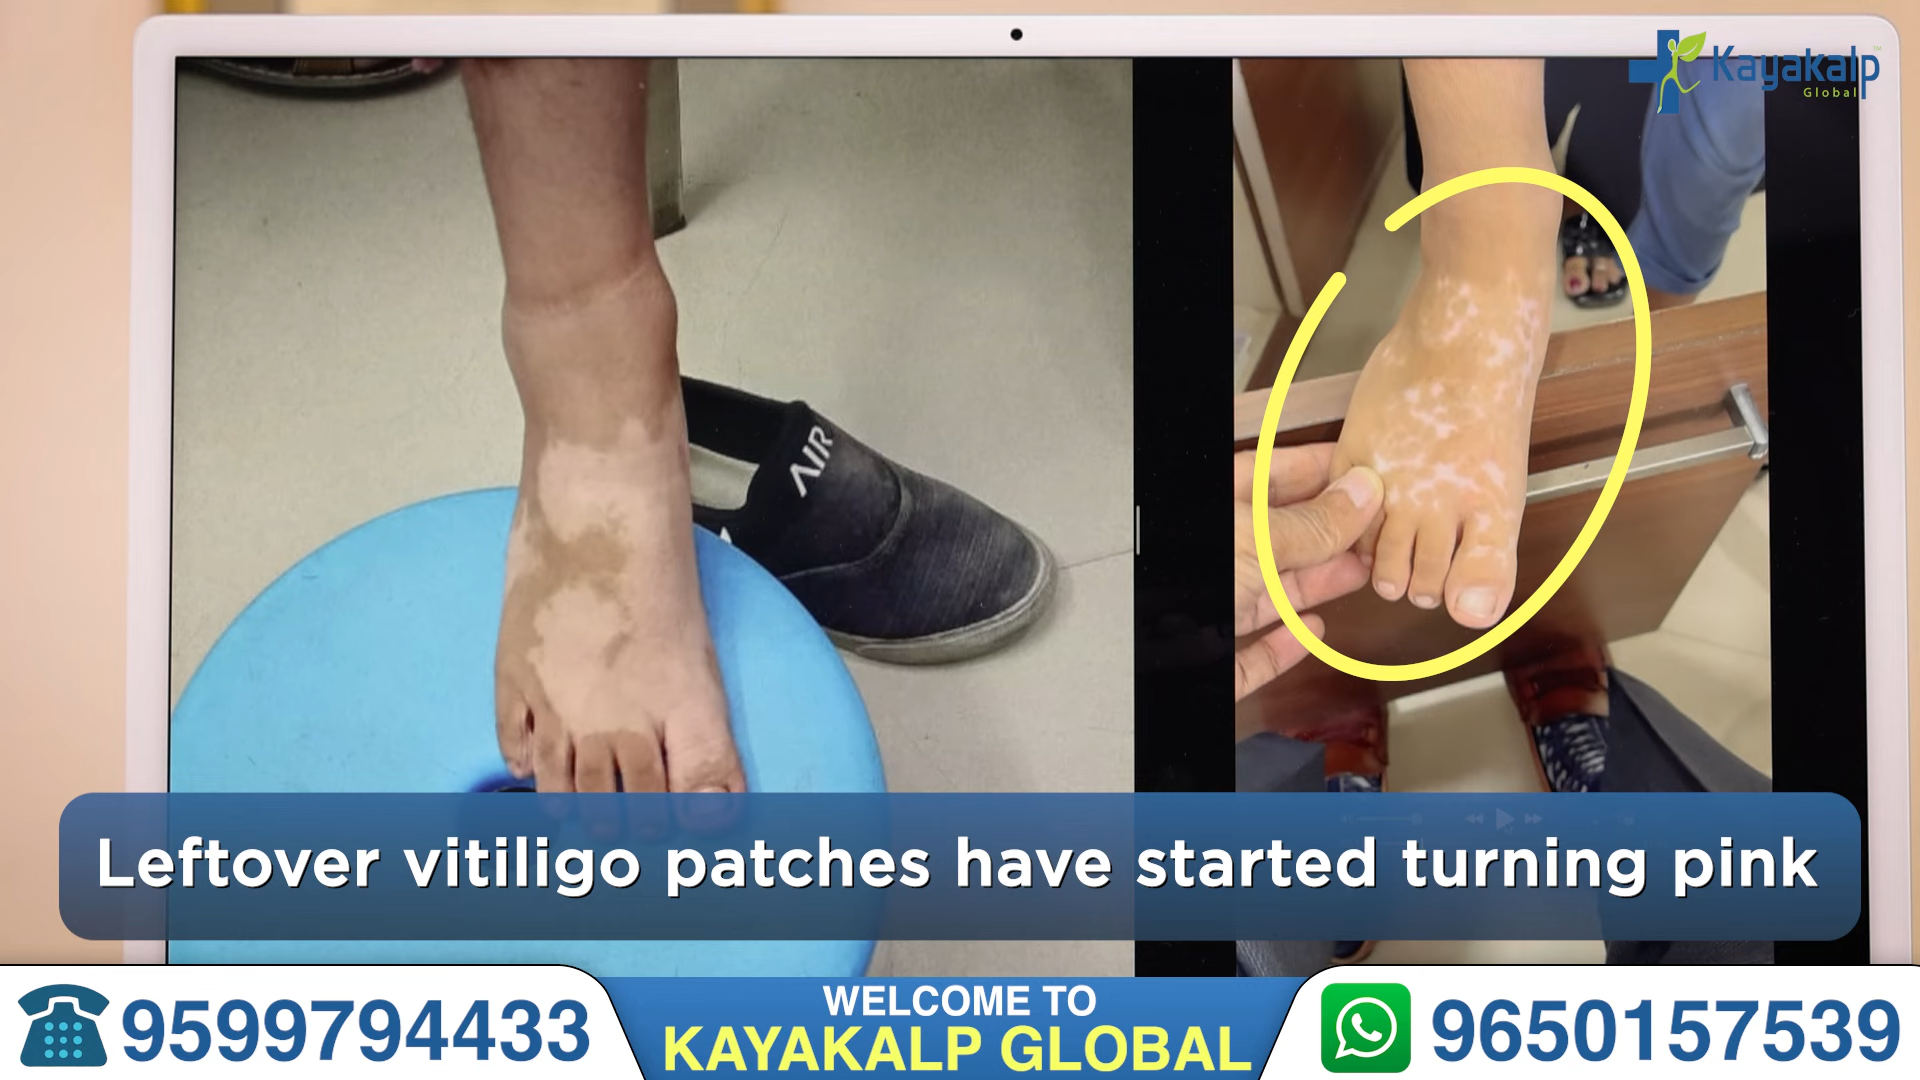 Kayakalp
Global
AIR
Leftover vitiligo patches have started turning pink
9599794433
WELCOME TO
KAYAKALP GLOBAL
9650157539